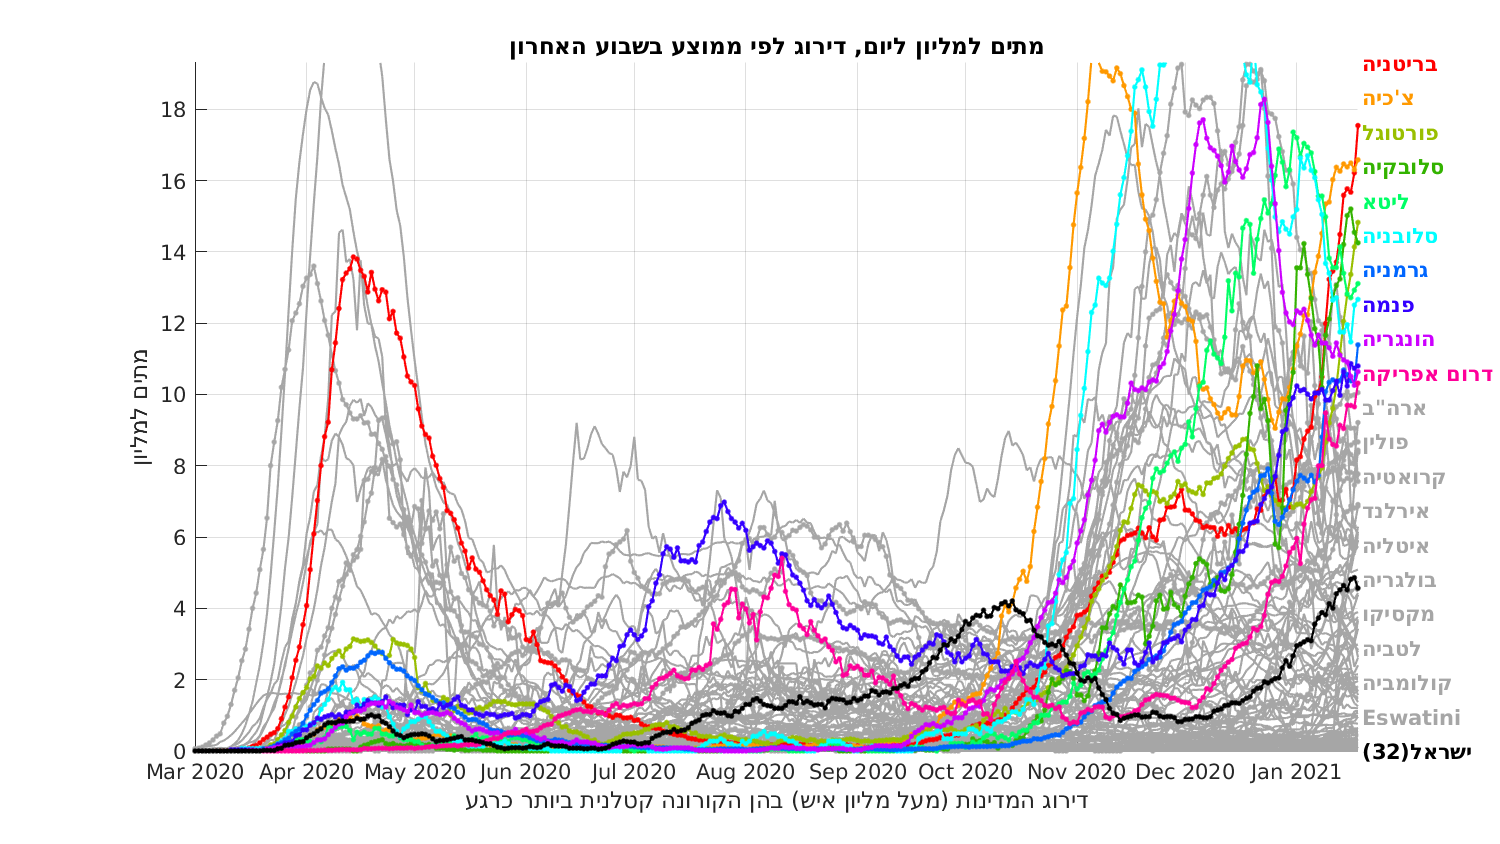 מתים למליון ליום, דירוג לפי ממוצע בשבוע האחרון
מתים למליון
18
16
14
12
10
8
6
4
2
0
Mar 2020 Apr 2020 May 2020 Jun 2020 Jul 2020 Aug 2020 Sep 2020 Oct 2020 Nov 2020 Dec 2020 Jan 2021
דירוג המדינות (מעל מליון איש) בהן הקורונה קטלנית ביותר כרגע
בריטניה
צ'כיה
פורטוגל
סלובקיה
ליטא
סלובניה
גרמניה
פנמה
הונגריה
דרום אפריקה
ארה"ב
פולין
קרואטיה
אירלנד
איטליה
בולגריה
מקסיקו
לטביה
קולומביה
Eswatini
ישראל(32)